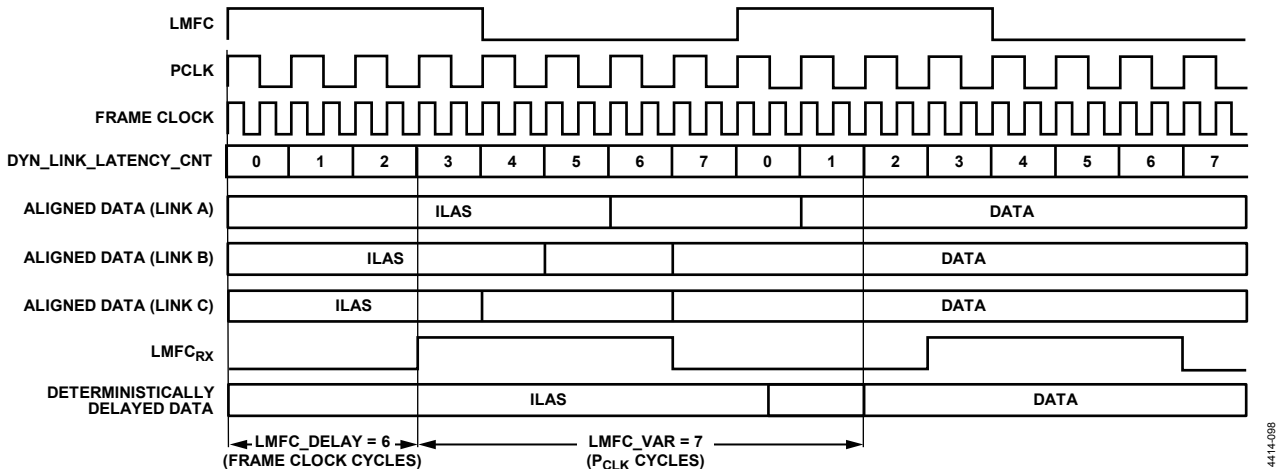 LMFC
PCLK
FRAME CLOCK
DYN_LINK_LATENCY_CNT 0 1 2 3 4 5 6 7 0 1 2 3 4 5 6 7
ALIGNED DATA (LINK A) ILAS DATA
ALIGNED DATA (LINK B) ILAS DATA
ALIGNED DATA (LINK C) ILAS DATA
LMFCRX
DETERMINISTICALLY
DELAYED DATA ILAS DATA
LMFC_DELAY = 6 LMFC_VAR = 7
(FRAME CLOCK CYCLES) (PCLK CYCLES)
4414-098